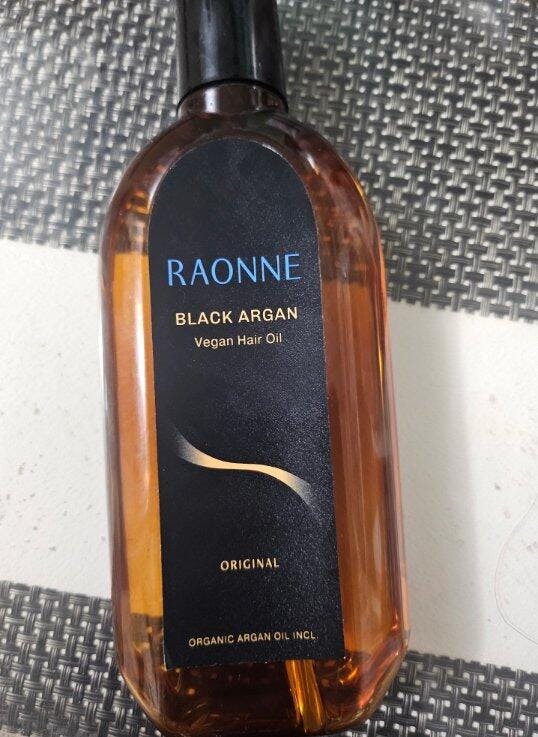 RAONNE
BLACK ARGAN
Vegan Hair Oil
ORIGINAL
ORGANIC ARGAN OIL INCL.